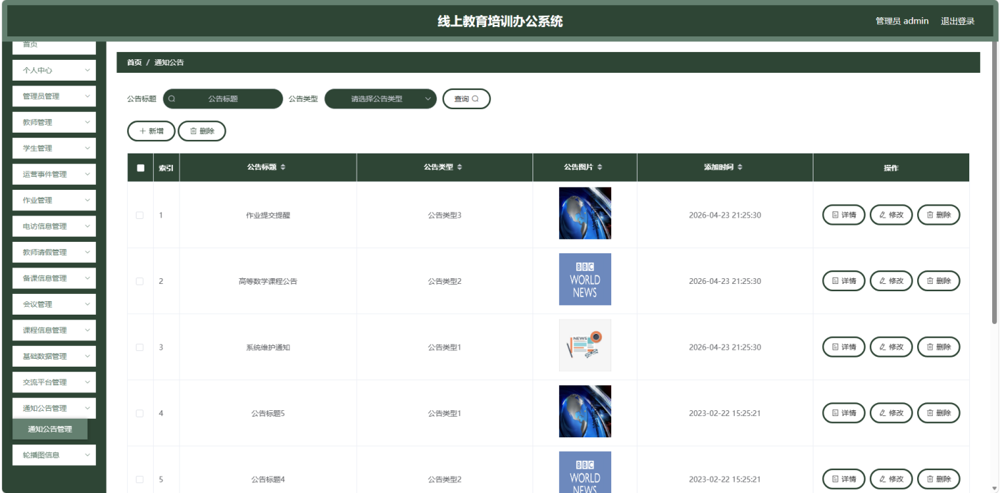 线上教育培训办公系统
管理员 admin 退出登录
首页
个人中心
管理员管理
教师管理
学生管理
运营事件管理
作业管理
电访信息管理
教师请假管理
备课信息管理
会议管理
课程信息管理
基础数据管理
交流平台管理
通知公告管理
通知公告管理
轮播图信息
首页 / 通知公告
公告标题 公告标题 公告类型 请选择公告类型 查询
新增 删除
索引 公告标题 公告类型 公告图片 添加时间 操作
1 作业提交提醒 公告类型3 2026-04-23 21:25:30 详情 修改 删除
2 高等数学课程公告 公告类型2 BBC WORLD NEWS 2026-04-23 21:25:30 详情 修改 删除
3 系统维护通知 公告类型1 NEWS 2026-04-23 21:25:30 详情 修改 删除
4 公告标题5 公告类型1 2023-02-22 15:25:21 详情 修改 删除
5 公告标题4 公告类型2 BBC WORLD NEWS 2023-02-22 15:25:21 详情 修改 删除